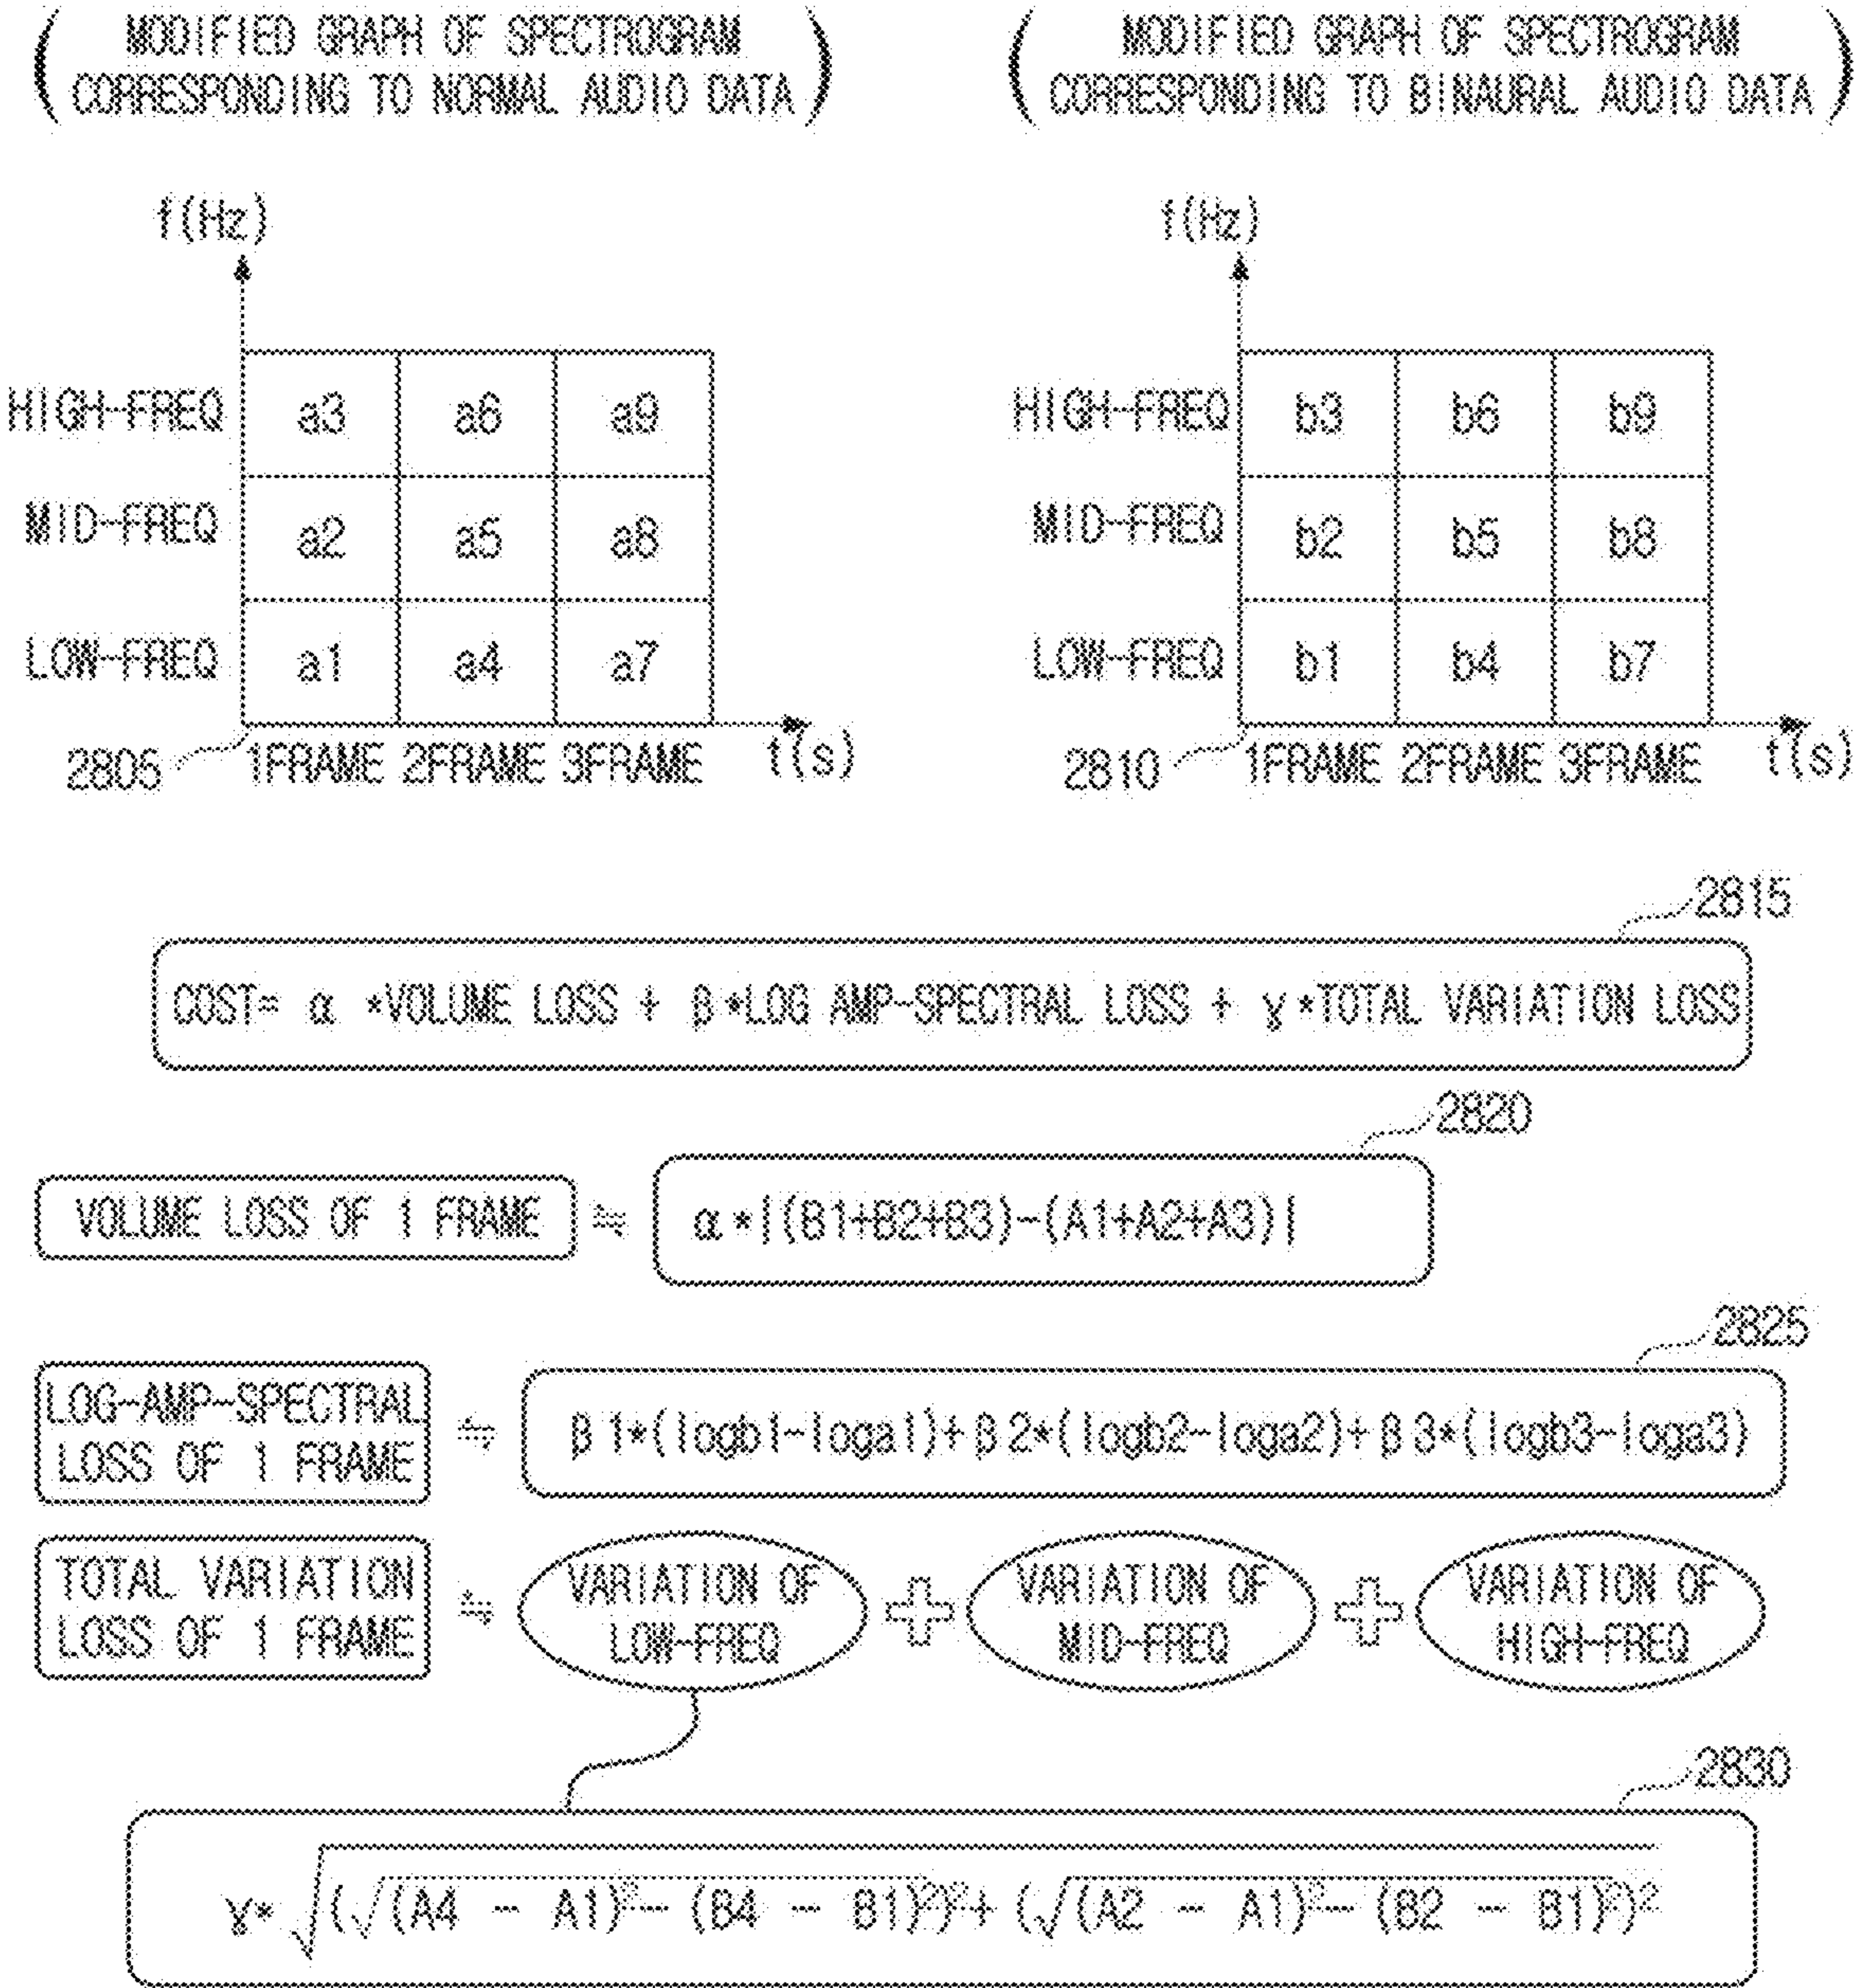 ( MODIFIED GRAPH OF SPECTROGRAM
CORRESPONDING TO NORMAL AUDIO DATA )
( MODIFIED GRAPH OF SPECTROGRAM
CORRESPONDING TO BINAURAL AUDIO DATA )
f(Hz)
HIGH-FREQ a3 a6 a9
MID-FREQ a2 a5 a8
LOW-FREQ a1 a4 a7
2805 1FRAME 2FRAME 3FRAME t(s)
f(Hz)
HIGH-FREQ b3 b6 b9
MID-FREQ b2 b5 b8
LOW-FREQ b1 b4 b7
2810 1FRAME 2FRAME 3FRAME t(s)
2815
COST= α *VOLUME LOSS + β*LOG AMP-SPECTRAL LOSS + γ*TOTAL VARIATION LOSS
2820
VOLUME LOSS OF 1 FRAME ≒ α*|(B1+B2+B3)-(A1+A2+A3)|
2825
LOG-AMP-SPECTRAL
LOSS OF 1 FRAME ≒ β1*(logb1-loga1)+β2*(logb2-loga2)+β3*(logb3-loga3)
TOTAL VARIATION
LOSS OF 1 FRAME ≒
VARIATION OF
LOW-FREQ
+
VARIATION OF
MID-FREQ
+
VARIATION OF
HIGH-FREQ
2830
γ* √((√(A4 - A1)²- (B4 - B1)²)²+ (√(A2 - A1)²- (B2 - B1)²)²